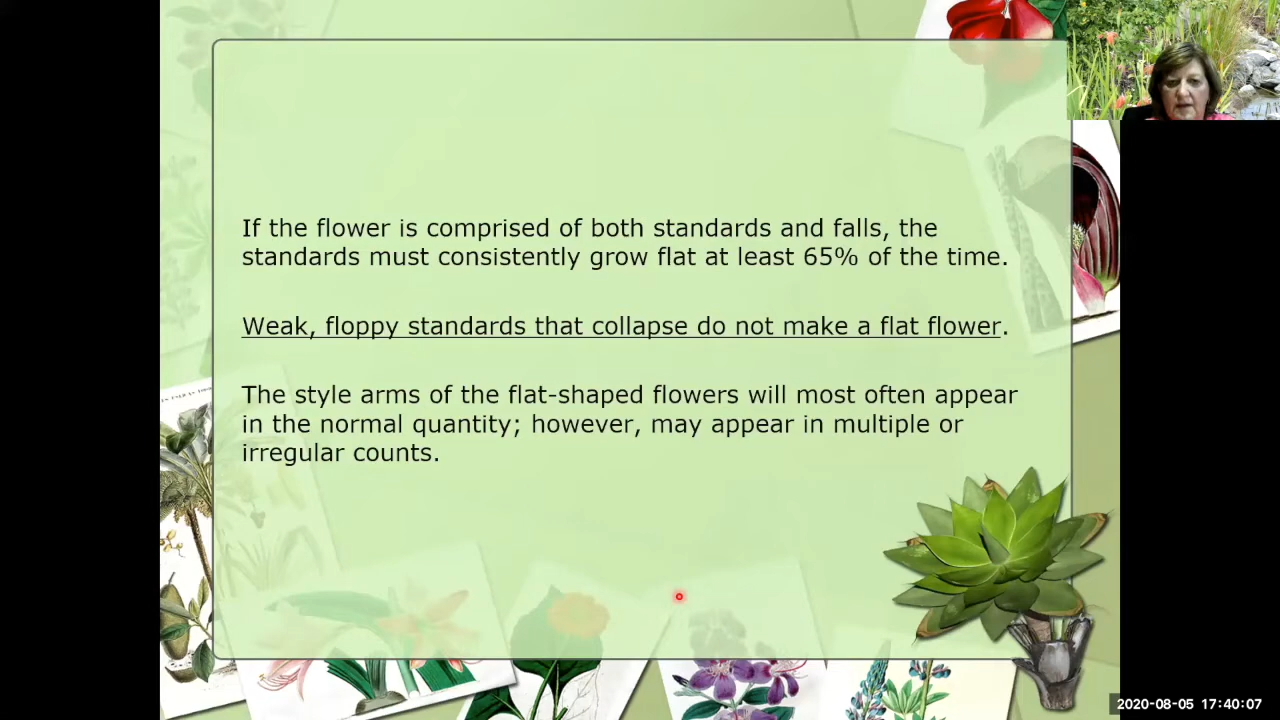 If the flower is comprised of both standards and falls, the
standards must consistently grow flat at least 65% of the time.
Weak, floppy standards that collapse do not make a flat flower.
The style arms of the flat-shaped flowers will most often appear
in the normal quantity; however, may appear in multiple or
irregular counts.
2020-08-05 17:40:07